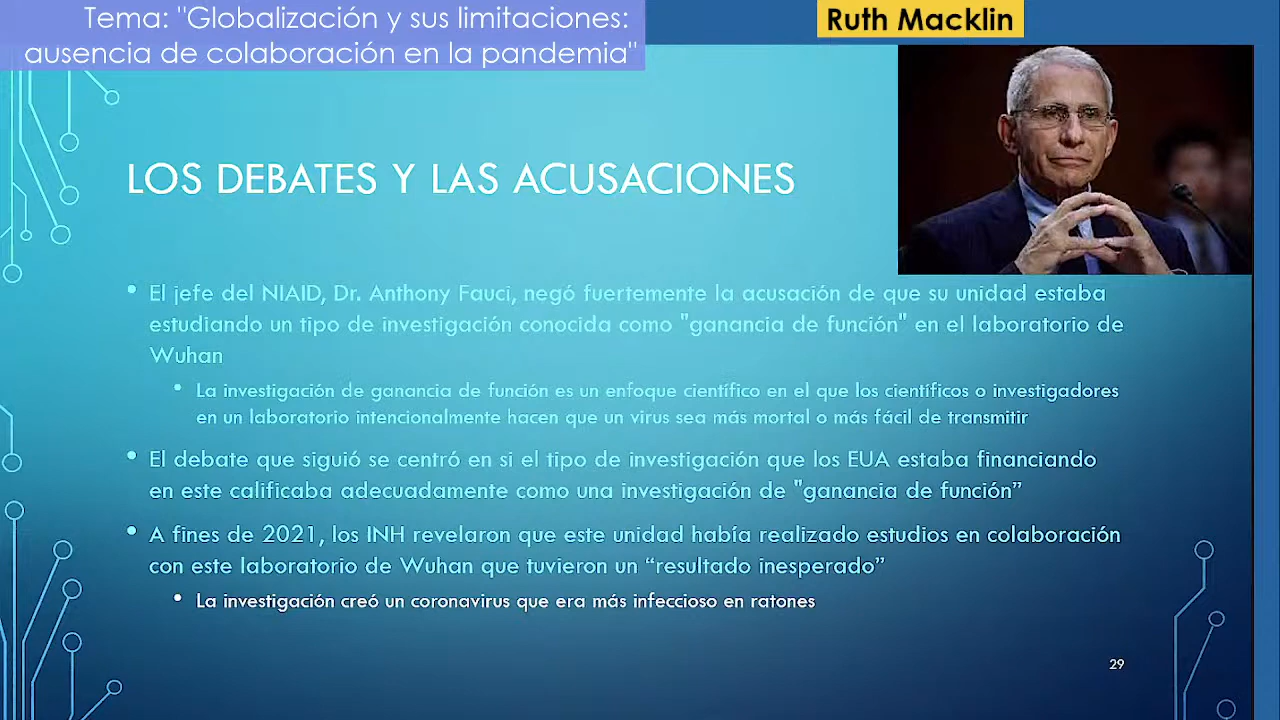 Tema: "Globalización y sus limitaciones:
ausencia de colaboración en la pandemia"
Ruth Macklin
LOS DEBATES Y LAS ACUSACIONES
• El jefe del NIAID, Dr. Anthony Fauci, negó fuertemente la acusación de que su unidad estaba
estudiando un tipo de investigación conocida como "ganancia de función" en el laboratorio de
Wuhan
• La investigación de ganancia de función es un enfoque científico en el que los científicos o investigadores
en un laboratorio intencionalmente hacen que un virus sea más mortal o más fácil de transmitir
• El debate que siguió se centró en si el tipo de investigación que los EUA estaba financiando
en este calificaba adecuadamente como una investigación de "ganancia de función”
• A fines de 2021, los INH revelaron que este unidad había realizado estudios en colaboración
con este laboratorio de Wuhan que tuvieron un “resultado inesperado”
• La investigación creó un coronavirus que era más infeccioso en ratones
29